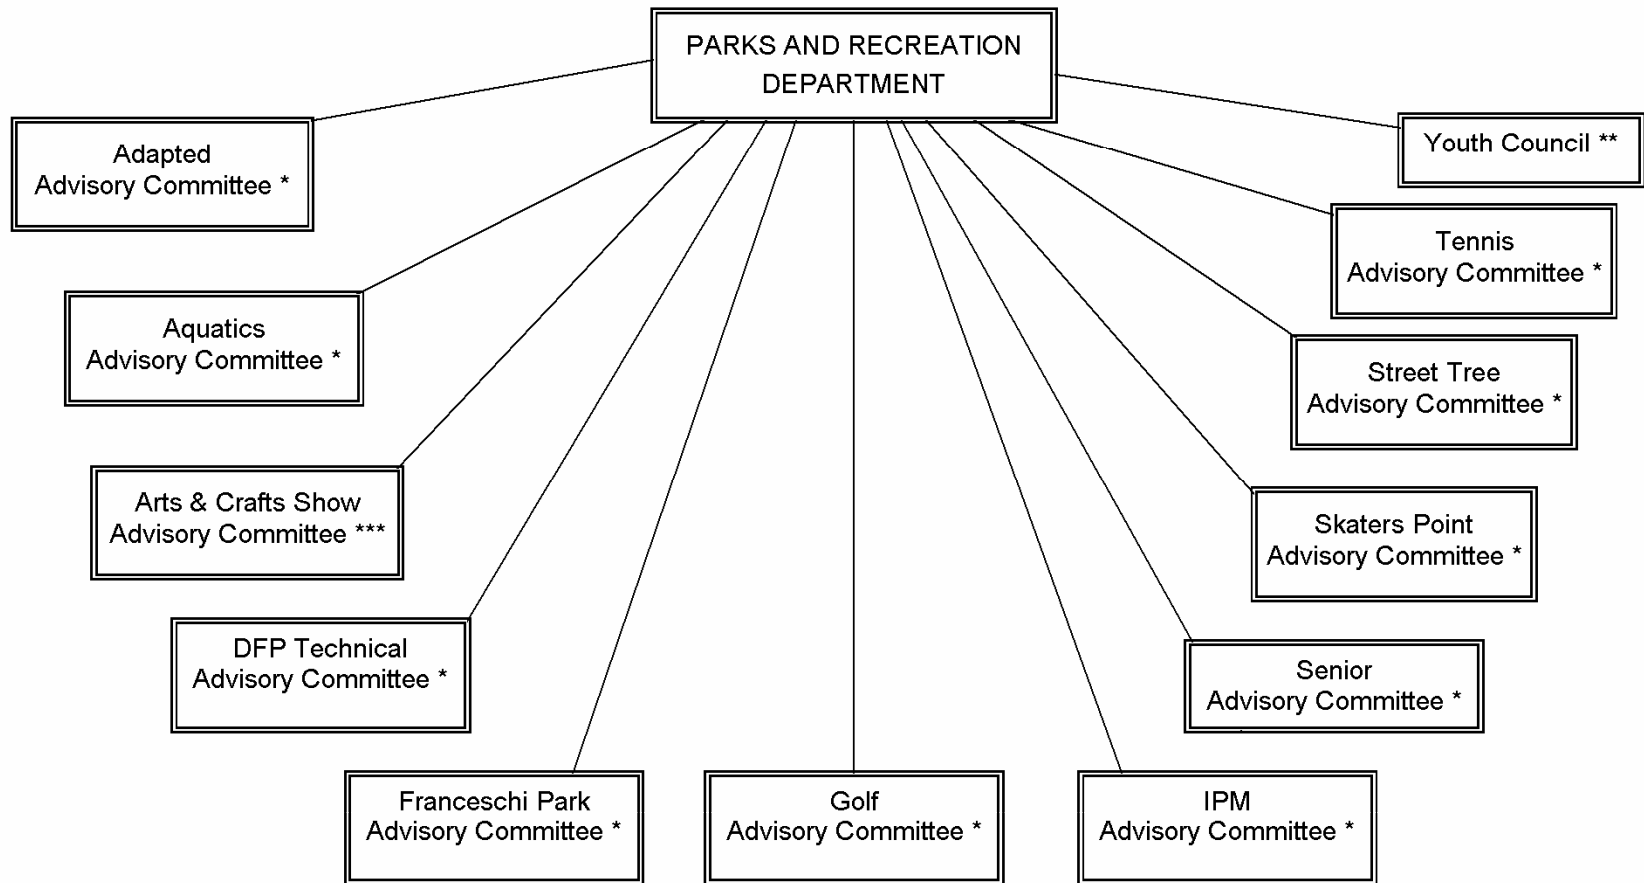 PARKS AND RECREATION
DEPARTMENT
Adapted
Advisory Committee *
Youth Council **
Tennis
Advisory Committee *
Aquatics
Advisory Committee *
Street Tree
Advisory Committee *
Arts & Crafts Show
Advisory Committee ***
Skaters Point
Advisory Committee *
DFP Technical
Advisory Committee *
Senior
Advisory Committee *
Franceschi Park
Advisory Committee *
Golf
Advisory Committee *
IPM
Advisory Committee *